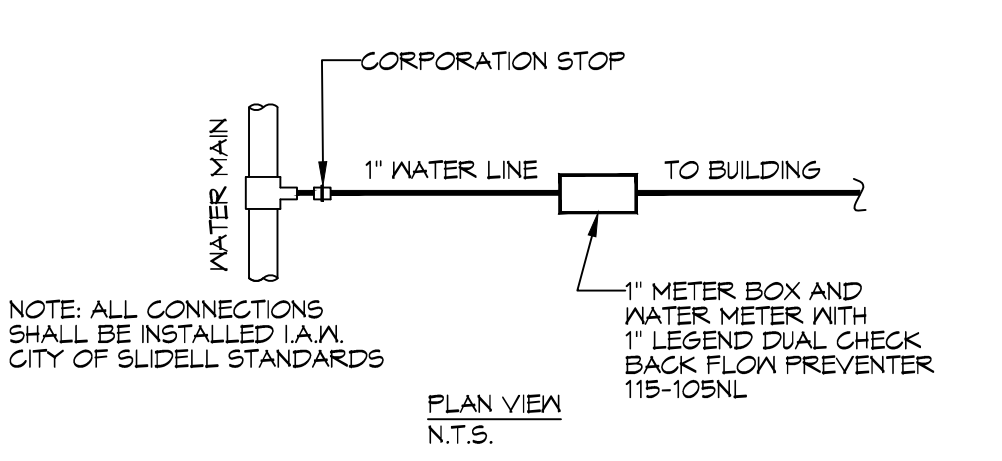 CORPORATION STOP
WATER MAIN
1" WATER LINE
TO BUILDING
1" METER BOX AND
WATER METER WITH
1" LEGEND DUAL CHECK
BACK FLOW PREVENTER
115-105NL
NOTE: ALL CONNECTIONS
SHALL BE INSTALLED I.A.W.
CITY OF SLIDELL STANDARDS
PLAN VIEW
N.T.S.